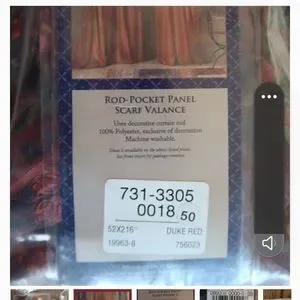 ROD-POCKET PANEL
SCARF VALANCE
Uses decorative curtain rod
100% Polyester, exclusive of decoration
Machine washable.
731-3305
0018 50
52X216"
DUKE RED
19963-8
756023